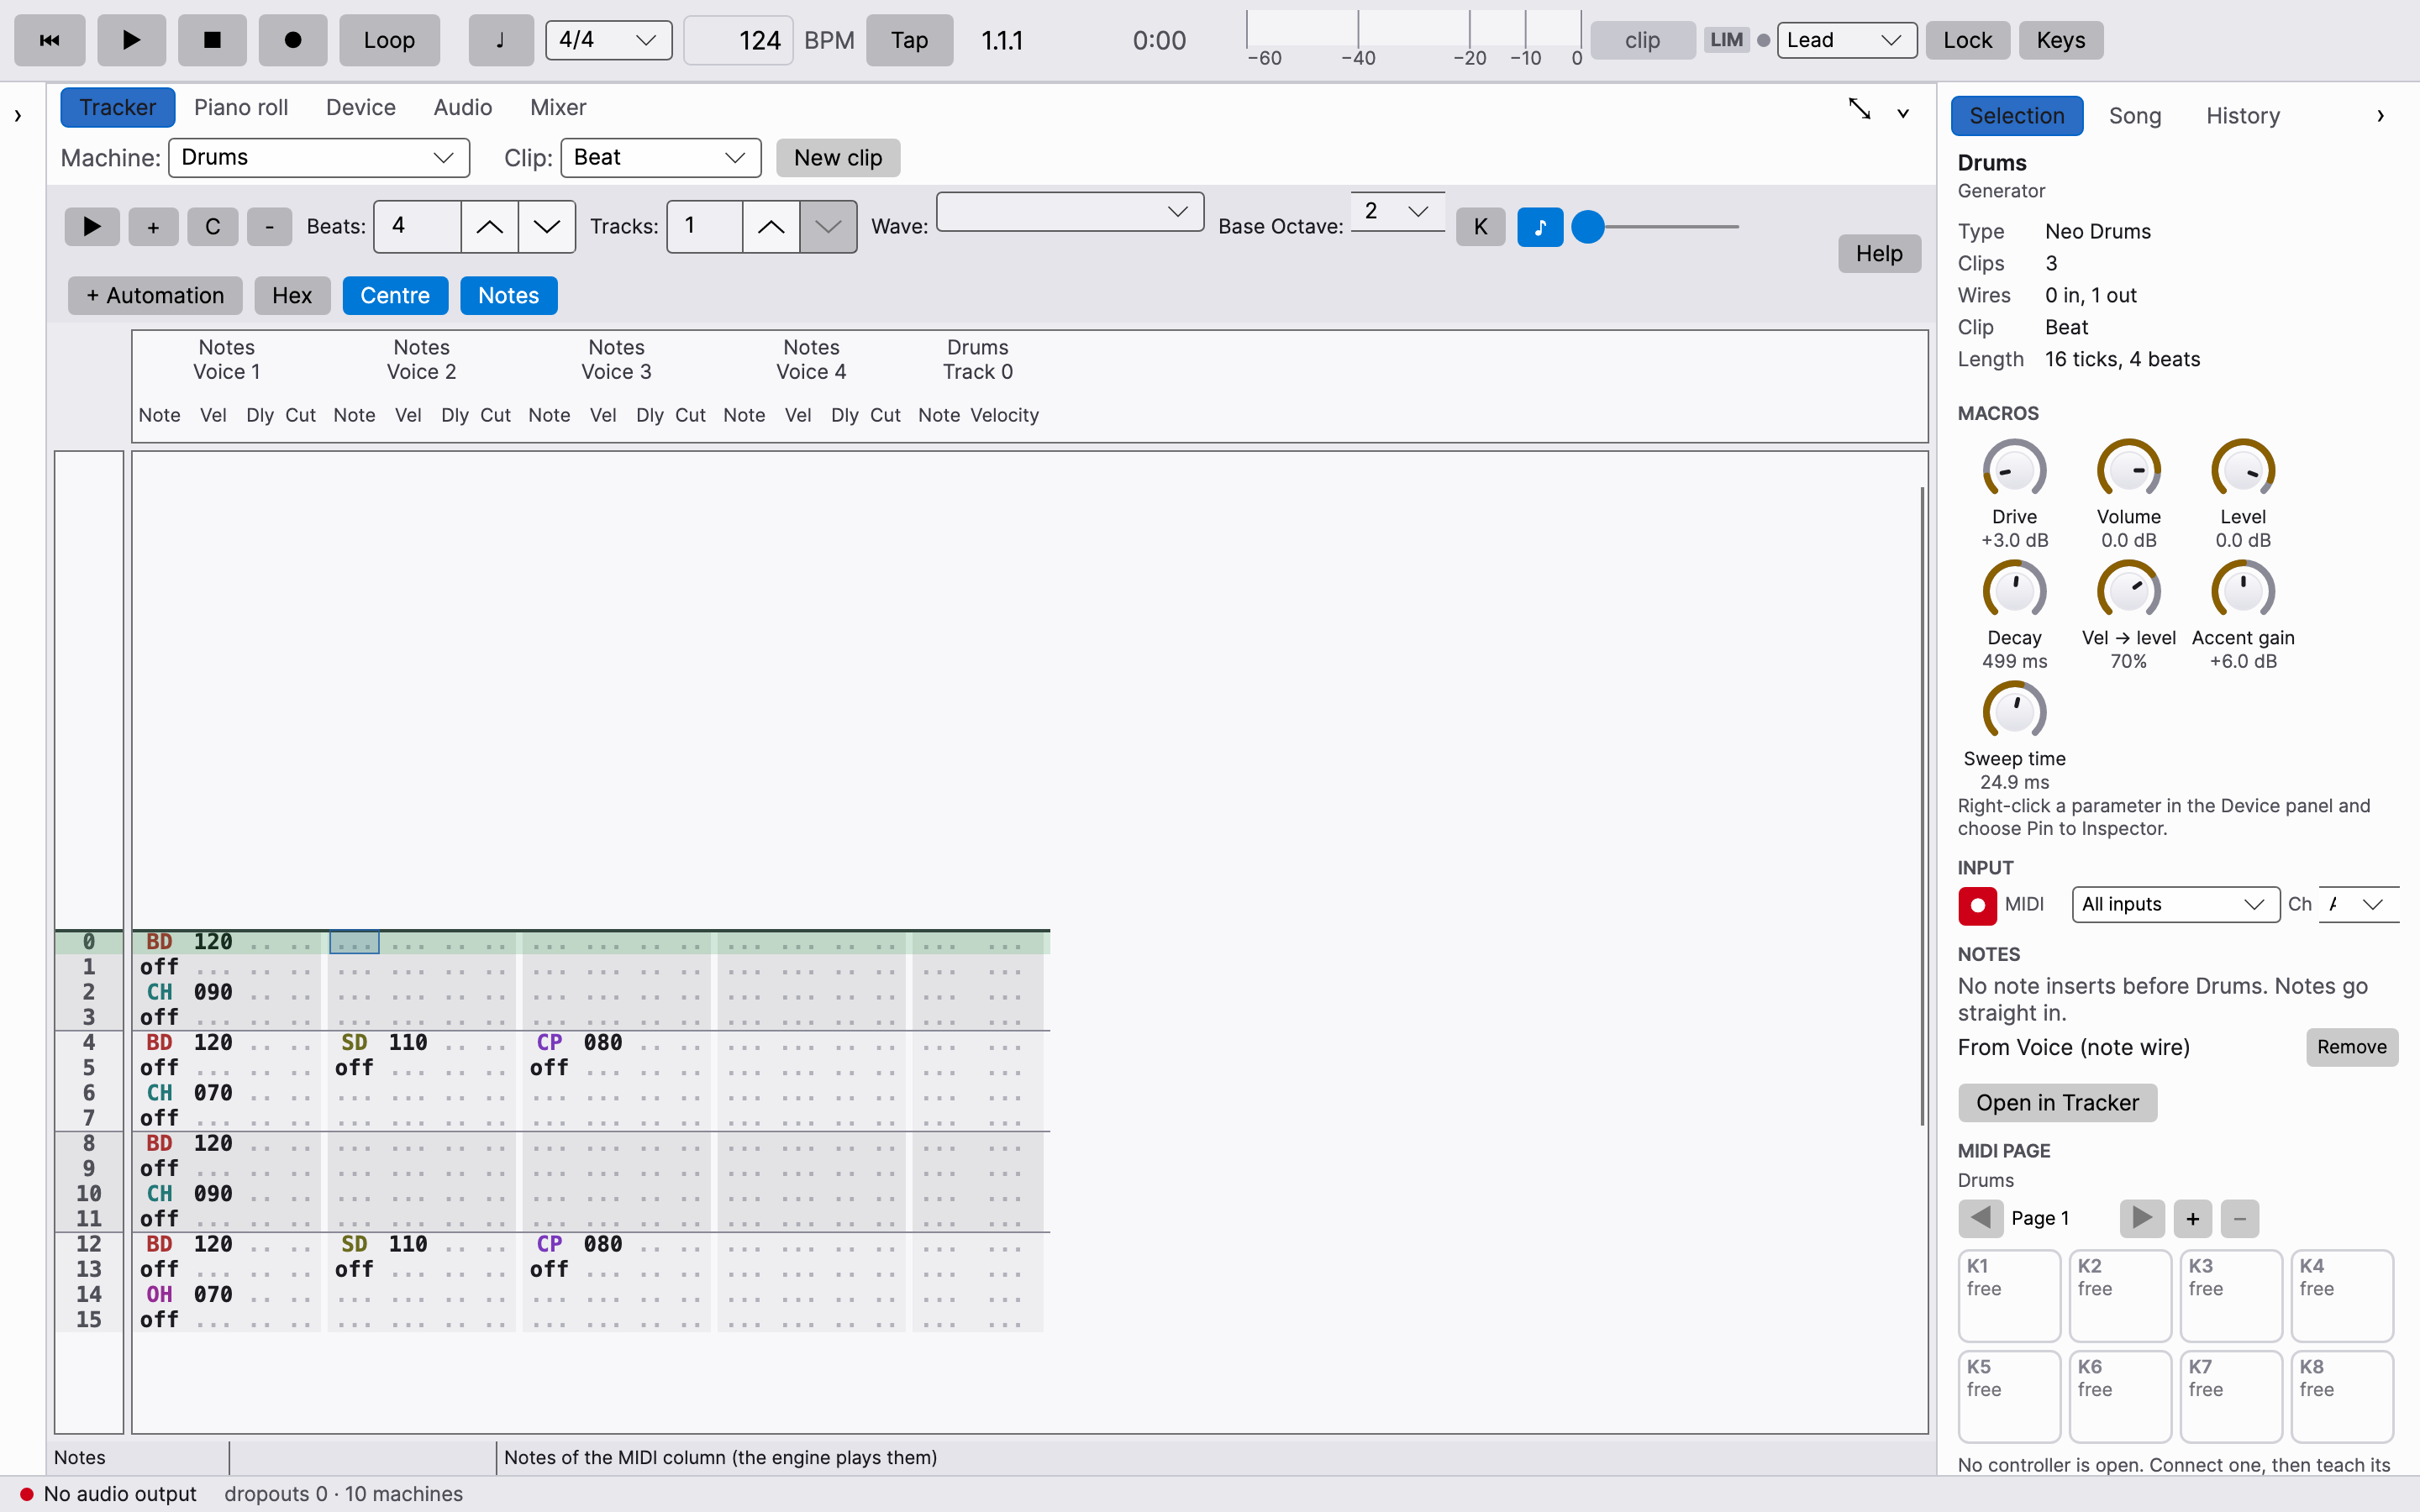 Loop
4/4
124
BPM
Tap
1.1.1
0:00
−60
−40
−20
−10
0
clip
LIM
Lead
Lock
Keys
Tracker
Piano roll
Device
Audio
Mixer
Machine:
Drums
Clip:
Beat
New clip
+
C
-
Beats:
4
Tracks:
1
Wave:
Base Octave:
2
K
Help
+ Automation
Hex
Centre
Notes
Notes Notes Notes Notes Drums
Voice 1 Voice 2 Voice 3 Voice 4 Track 0
Note Vel Dly Cut Note Vel Dly Cut Note Vel Dly Cut Note Vel Dly Cut Note Velocity
0 BD 120
1 off
2 CH 090
3 off
4 BD 120 SD 110 CP 080
5 off off off
6 CH 070
7 off
8 BD 120
9 off
10 CH 090
11 off
12 BD 120 SD 110 CP 080
13 off off off
14 OH 070
15 off
Notes
Notes of the MIDI column (the engine plays them)
No audio output
dropouts 0 · 10 machines
Selection
Song
History
Drums
Generator
Type Neo Drums
Clips 3
Wires 0 in, 1 out
Clip Beat
Length 16 ticks, 4 beats
MACROS
Drive Volume Level
+3.0 dB 0.0 dB 0.0 dB
Decay Vel → level Accent gain
499 ms 70% +6.0 dB
Sweep time
24.9 ms
Right-click a parameter in the Device panel and
choose Pin to Inspector.
INPUT
MIDI
All inputs
Ch
NOTES
No note inserts before Drums. Notes go
straight in.
From Voice (note wire)
Remove
Open in Tracker
MIDI PAGE
Drums
Page 1
+
−
K1 K2 K3 K4
free free free free
K5 K6 K7 K8
free free free free
No controller is open. Connect one, then teach its